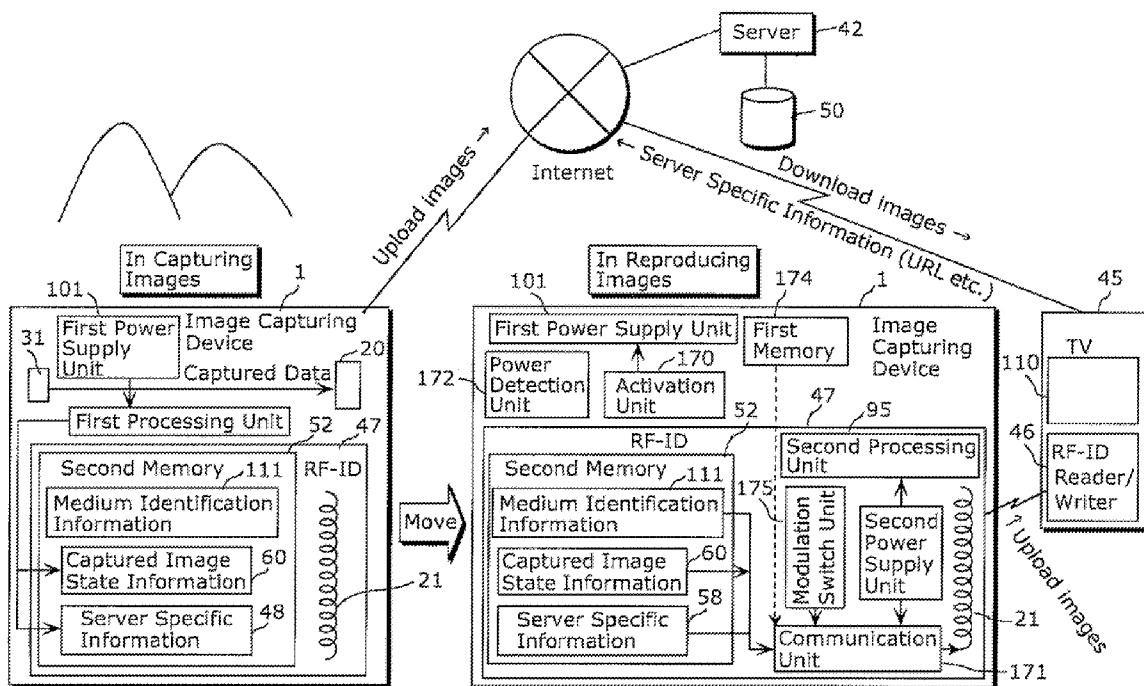 Server
42
50
Internet
Upload images →
Download images →
← Server Specific Information (URL etc.)
In Capturing
Images
101
1
First Power
Supply
Unit
Image Capturing
Device
31
20
Captured Data
First Processing Unit
52
47
RF-ID
Second Memory
111
Medium Identification
Information
Captured Image
State Information
60
Server Specific
Information
48
21
Move
In Reproducing
Images
101
174
1
First Power Supply Unit
First
Memory
Image
Capturing
Device
172
Power
Detection
Unit
170
Activation
Unit
47
95
RF-ID
52
Second Processing
Unit
Second Memory
111
175
Medium Identification
Information
Captured Image
State Information
60
58
Server Specific
Information
Modulation
Switch Unit
Second
Power
Supply
Unit
21
Communication
Unit
171
45
TV
110
46
RF-ID
Reader/
Writer
← Upload images